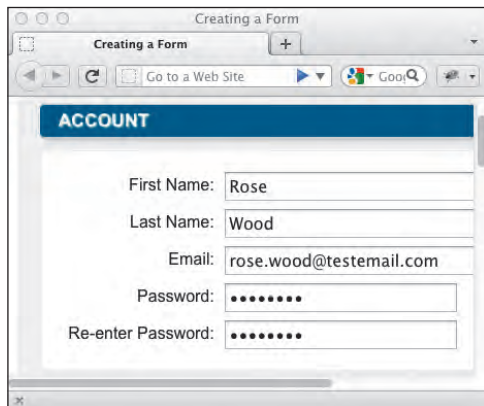 Creating a Form
Creating a Form
Go to a Web Site
Goo
ACCOUNT
First Name: Rose
Last Name: Wood
Email: rose.wood@testemail.com
Password: ••••••••
Re-enter Password: ••••••••